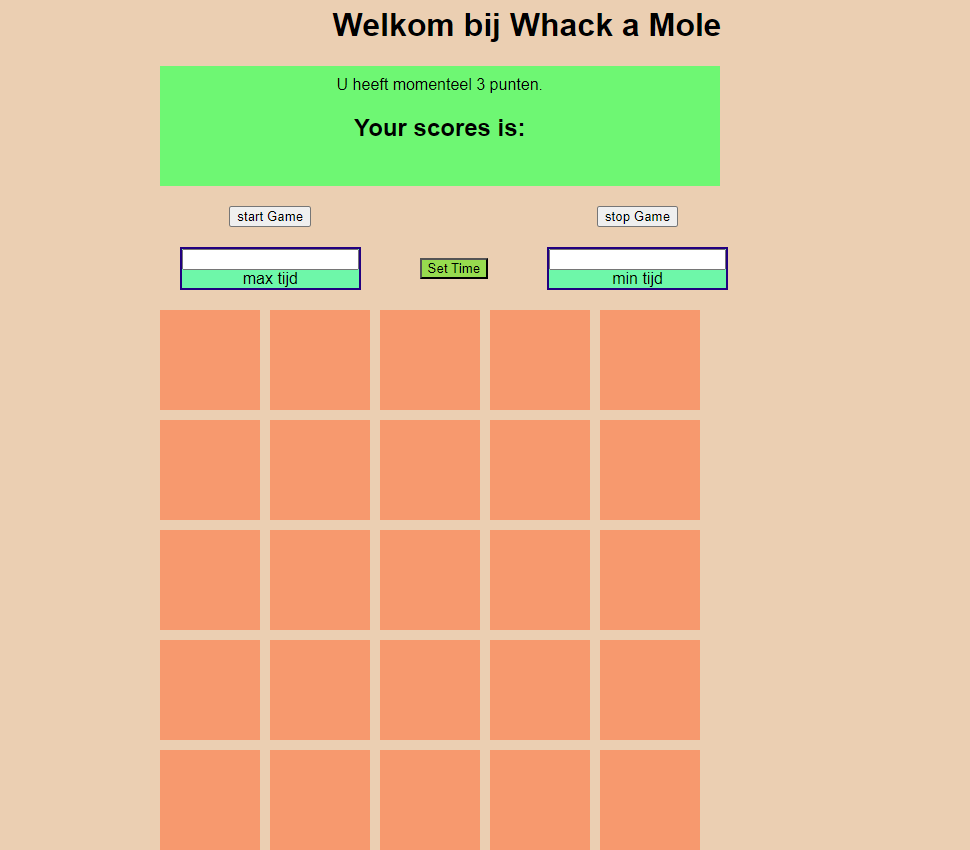 Welkom bij Whack a Mole
U heeft momenteel 3 punten.
Your scores is:
start Game
stop Game
max tijd
Set Time
min tijd